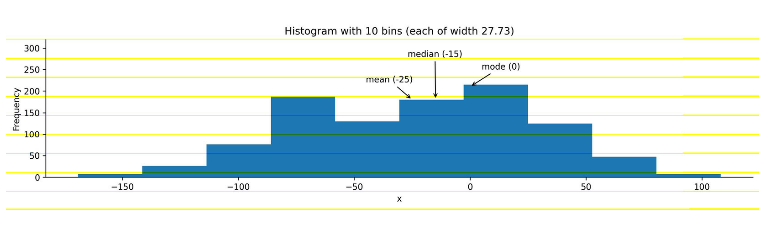 Histogram with 10 bins (each of width 27.73)
median (-15)
mode (0)
mean (-25)
300
250
200
150
100
50
0
Frequency
−150
−100
−50
0
50
100
x